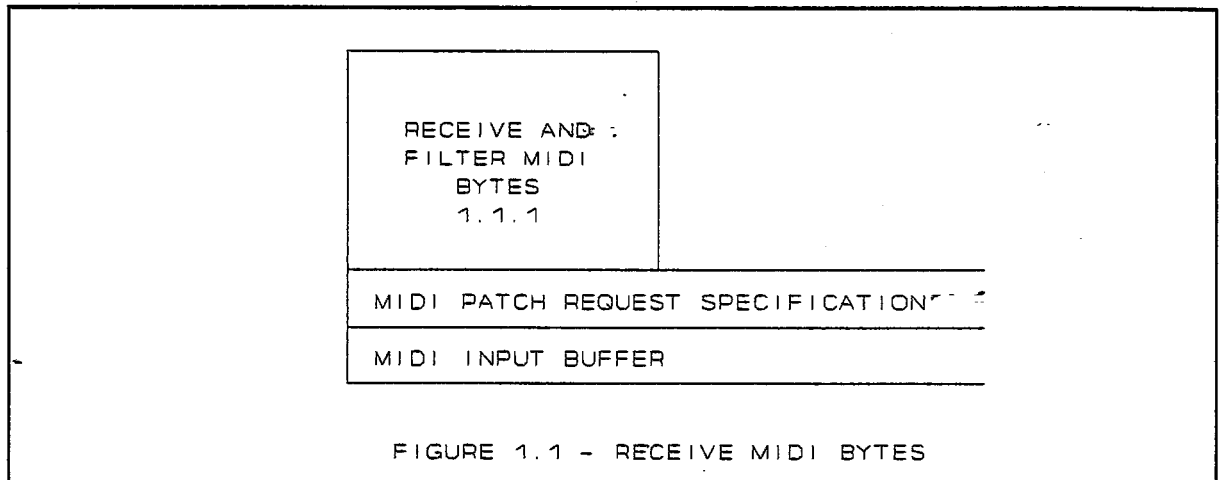 RECEIVE AND
FILTER MIDI
BYTES
1.1.1
MIDI PATCH REQUEST SPECIFICATION
MIDI INPUT BUFFER
FIGURE 1.1 - RECEIVE MIDI BYTES